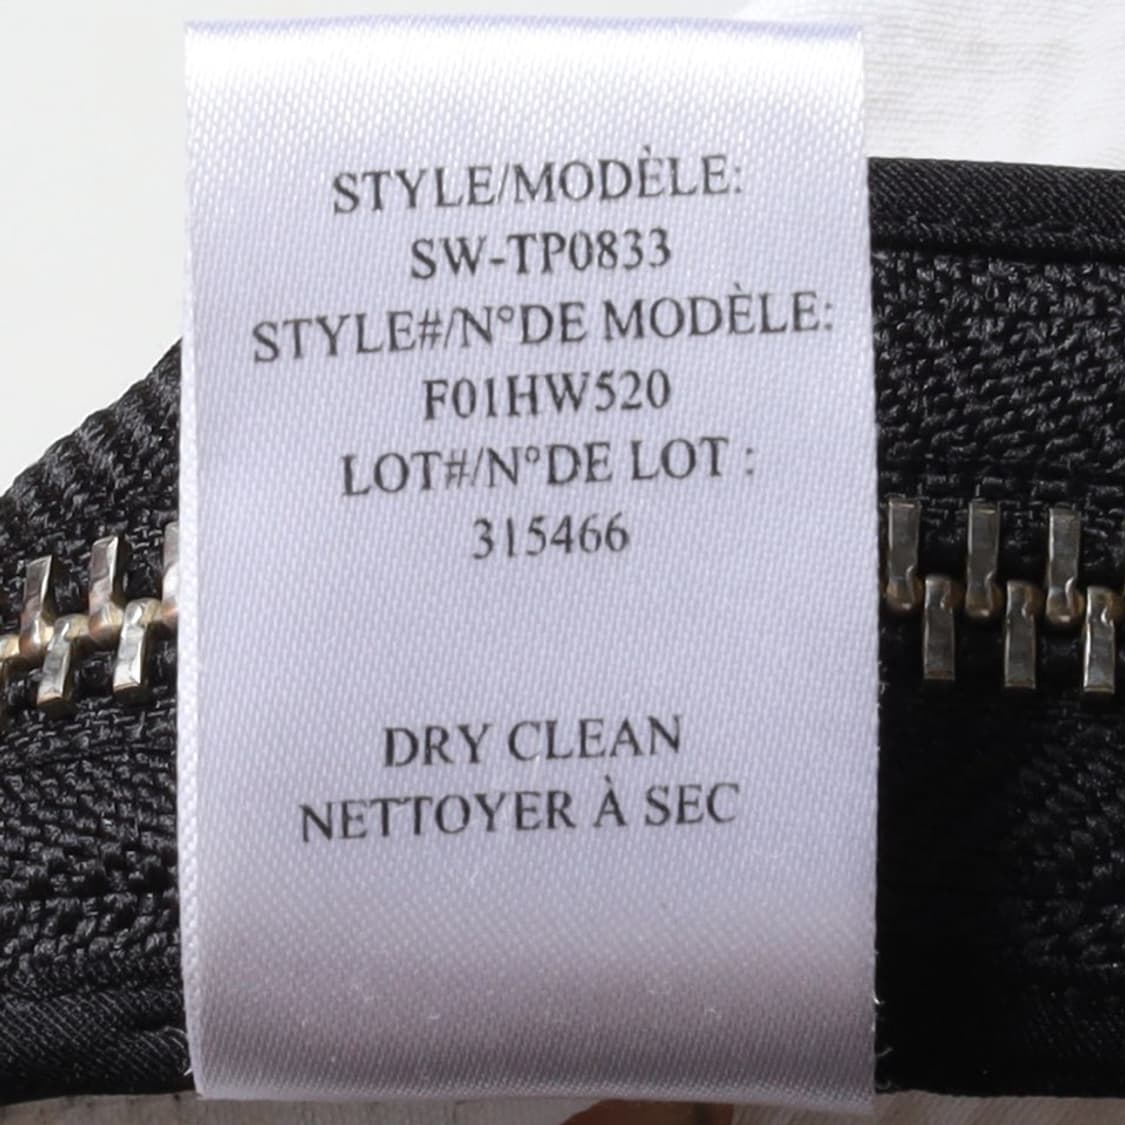 STYLE/MODÈLE:
SW-TP0833
STYLE#/N°DE MODÈLE:
F01HW520
LOT#/N°DE LOT :
315466
DRY CLEAN
NETTOYER À SEC